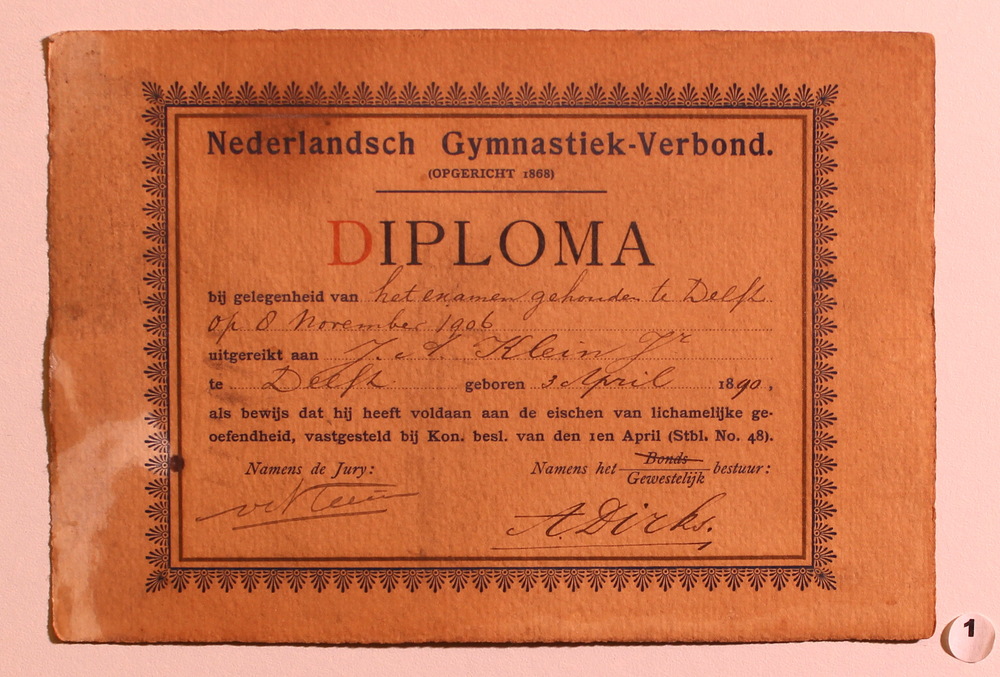 Nederlandsch Gymnastiek-Verbond.
(OPGERICHT 1868)
DIPLOMA
bij gelegenheid van het examen gehouden te Delft
op 8 November 1906
uitgereikt aan J. A. Klein Jr
te Delft geboren 3 April 1890,
als bewijs dat hij heeft voldaan aan de eischen van lichamelijke ge-
oefendheid, vastgesteld bij Kon. besl. van den 1en April (Stbl. No. 48).
Namens de Jury: Namens het Bonds Gewestelijk bestuur:
A. Dirks.
1